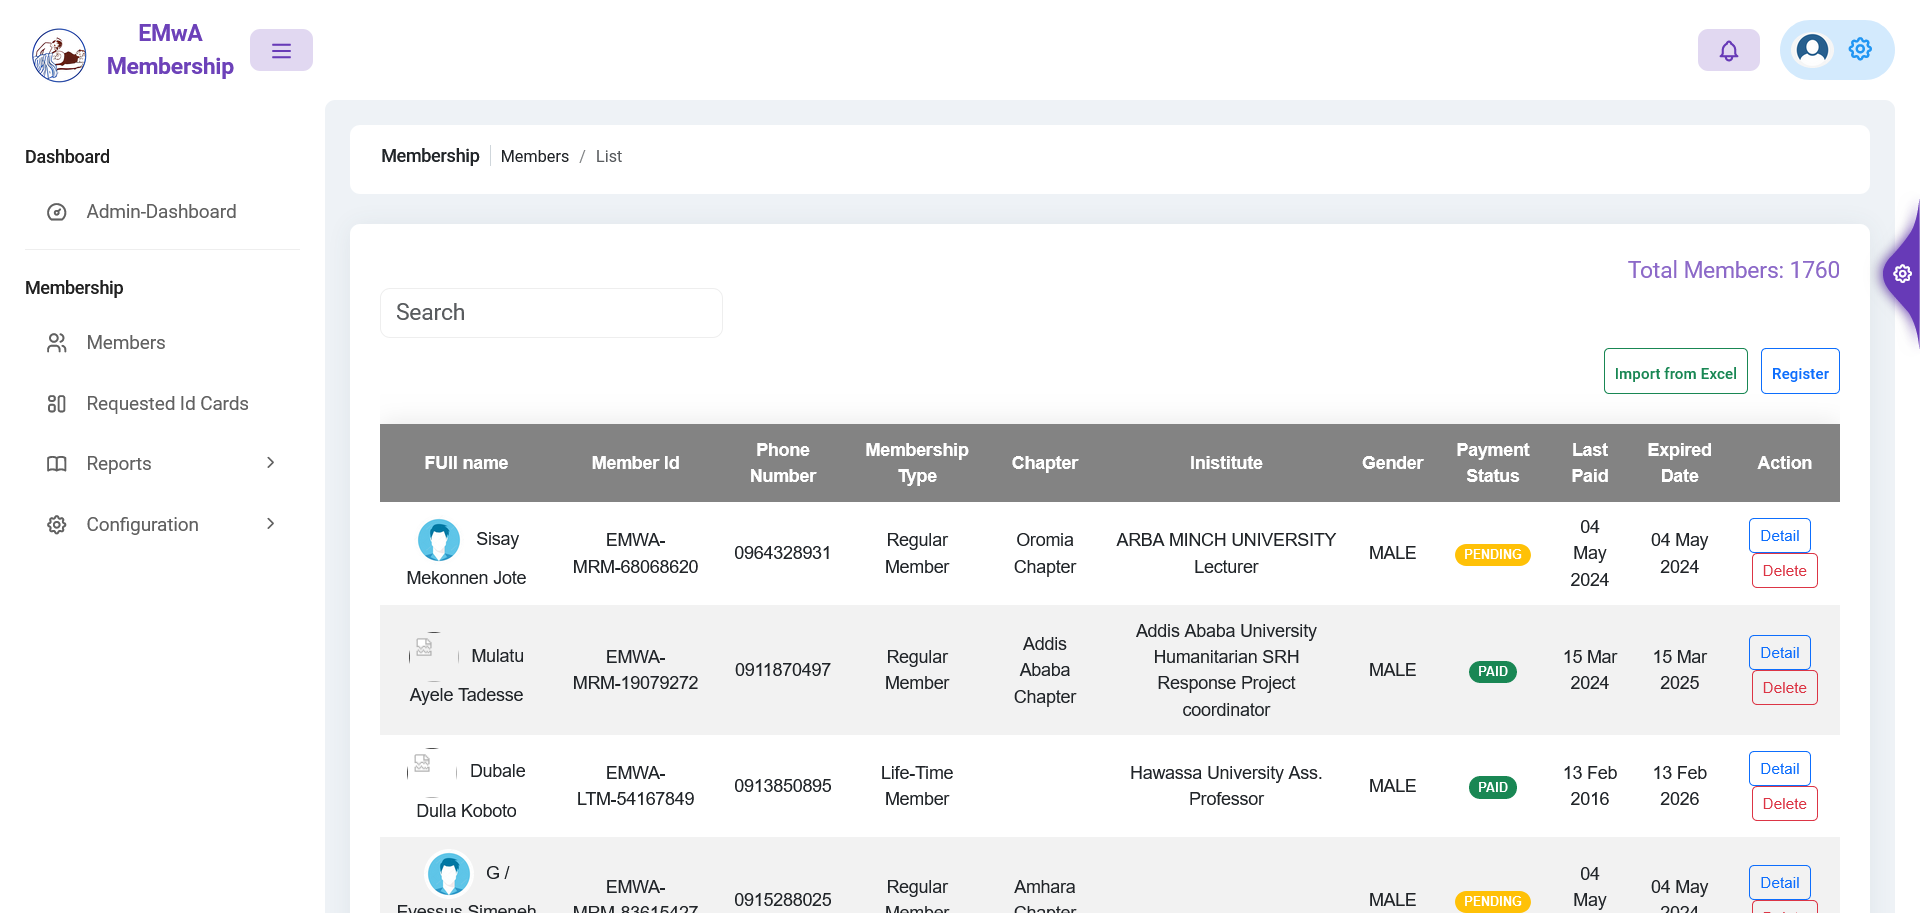 EMwA
Membership
Dashboard
Admin-Dashboard
Membership
Members
Requested Id Cards
Reports
Configuration
Membership Members / List
Total Members: 1760
Search
Import from Excel Register
FUll name Member Id Phone Number Membership Type Chapter Inistitute Gender Payment Status Last Paid Expired Date Action
Sisay Mekonnen Jote EMWA-MRM-68068620 0964328931 Regular Member Oromia Chapter ARBA MINCH UNIVERSITY Lecturer MALE PENDING 04 May 2024 04 May 2024 Detail Delete
Mulatu Ayele Tadesse EMWA-MRM-19079272 0911870497 Regular Member Addis Ababa Chapter Addis Ababa University Humanitarian SRH Response Project coordinator MALE PAID 15 Mar 2024 15 Mar 2025 Detail Delete
Dubale Dulla Koboto EMWA-LTM-54167849 0913850895 Life-Time Member Hawassa University Ass. Professor MALE PAID 13 Feb 2016 13 Feb 2026 Detail Delete
G / Eyessus Simeneh EMWA-MRM-83615427 0915288025 Regular Member Amhara Chapter MALE PENDING 04 May 04 May 2024 Detail